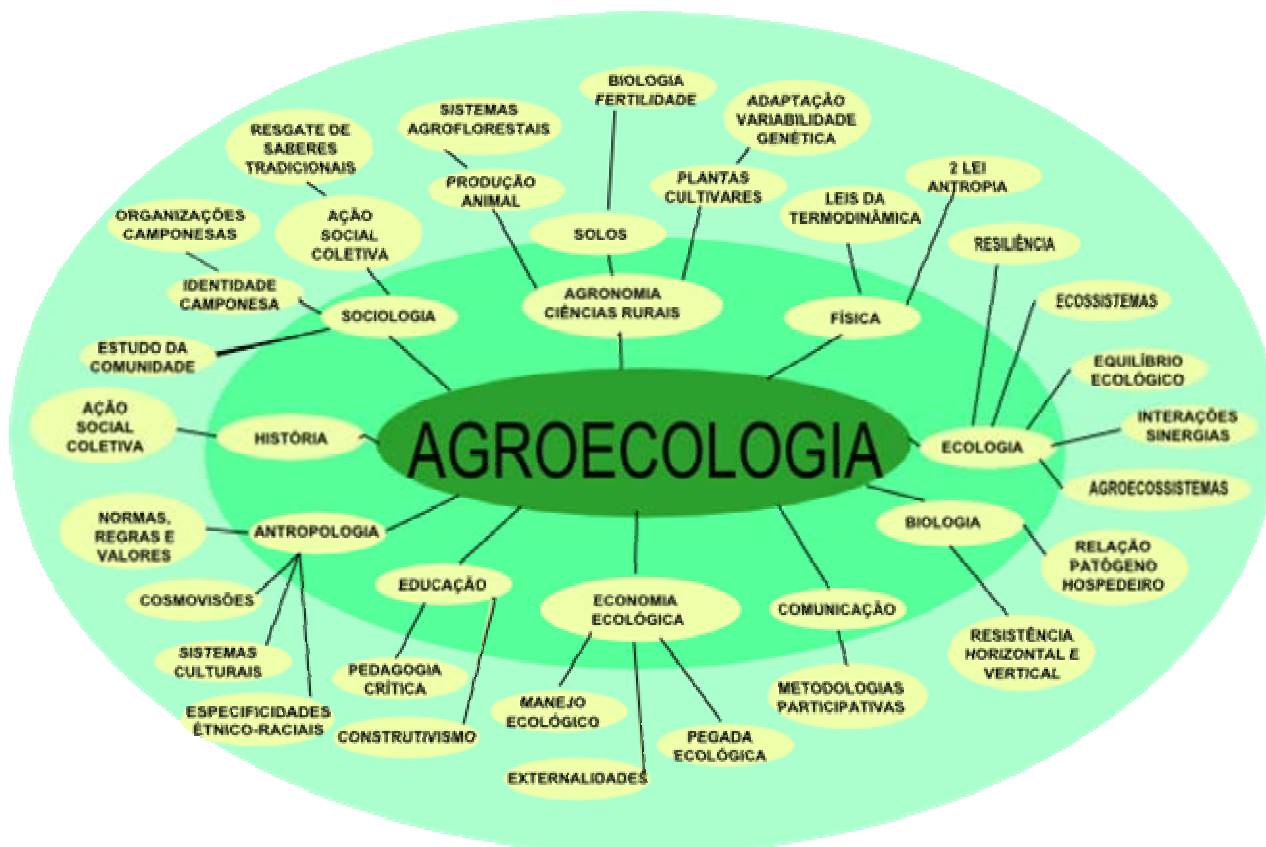 BIOLOGIA
FERTILIDADE
ADAPTAÇÃO
VARIABILIDADE
GENÉTICA
SISTEMAS
AGROFLORESTAIS
RESGATE DE
SABERES
TRADICIONAIS
2 LEI
ANTROPIA
PRODUÇÃO
ANIMAL
PLANTAS
CULTIVARES
LEIS DA
TERMODINÂMICA
ORGANIZAÇÕES
CAMPONESAS
AÇÃO
SOCIAL
COLETIVA
SOLOS
RESILIÊNCIA
IDENTIDADE
CAMPONESA
AGRONOMIA
CIÊNCIAS RURAIS
ECOSSISTEMAS
SOCIOLOGIA
FÍSICA
ESTUDO DA
COMUNIDADE
EQUILÍBRIO
ECOLÓGICO
AÇÃO
SOCIAL
COLETIVA
HISTÓRIA
AGROECOLOGIA
ECOLOGIA
INTERAÇÕES
SINERGIAS
AGROECOSSISTEMAS
NORMAS,
REGRAS E
VALORES
ANTROPOLOGIA
BIOLOGIA
RELAÇÃO
PATÓGENO
HOSPEDEIRO
COSMOVISÕES
EDUCAÇÃO
ECONOMIA
ECOLÓGICA
COMUNICAÇÃO
SISTEMAS
CULTURAIS
PEDAGOGIA
CRÍTICA
RESISTÊNCIA
HORIZONTAL E
VERTICAL
ESPECIFICIDADES
ÉTNICO-RACIAIS
CONSTRUTIVISMO
MANEJO
ECOLÓGICO
METODOLOGIAS
PARTICIPATIVAS
PEGADA
ECOLÓGICA
EXTERNALIDADES